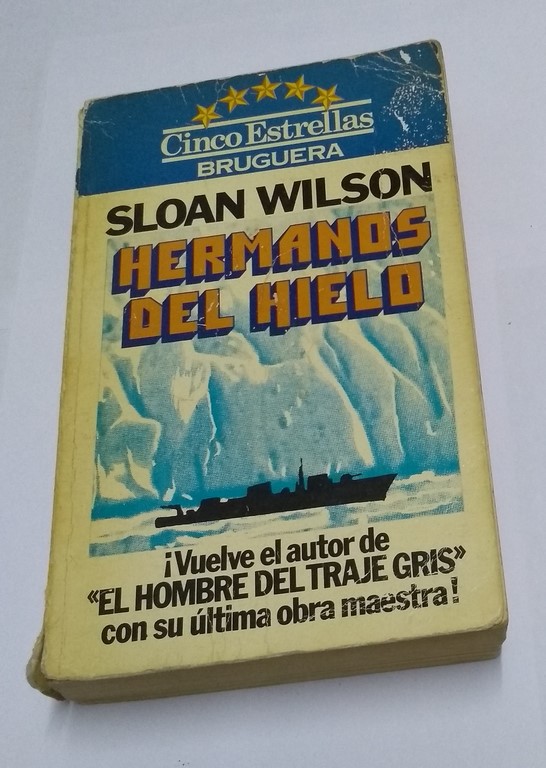 Cinco Estrellas
BRUGUERA
SLOAN WILSON
HERMANOS
DEL HIELO
¡Vuelve el autor de
«EL HOMBRE DEL TRAJE GRIS»
con su última obra maestra!